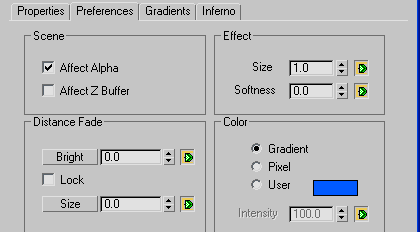 Properties Preferences Gradients Inferno
Scene
Affect Alpha
Affect Z Buffer
Effect
Size 1.0
Softness 0.0
Distance Fade
Bright 0.0
Lock
Size 0.0
Color
Gradient
Pixel
User
Intensity 100.0